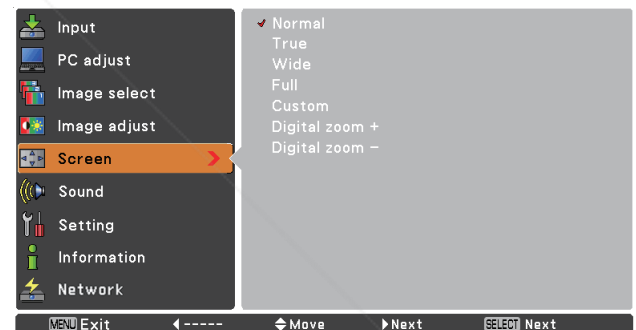 Input
PC adjust
Image select
Image adjust
Screen
Sound
Setting
Information
Network
Normal
True
Wide
Full
Custom
Digital zoom +
Digital zoom –
MENU Exit ◀ ----- ◆ Move ▶ Next SELECT Next